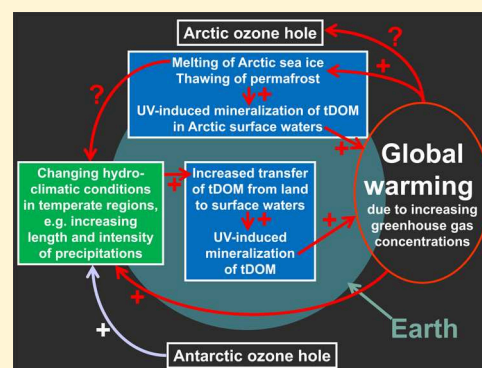 Arctic ozone hole
?
?
Melting of Arctic sea ice
Thawing of permafrost
+
+
UV-induced mineralization of tDOM
in Arctic surface waters
+
Global
warming
due to increasing
greenhouse gas
concentrations
Changing hydro-
climatic conditions
in temperate regions,
e.g. increasing
length and intensity
of precipitations
+
Increased transfer
of tDOM from land
to surface waters
+
+
UV-induced
mineralization
of tDOM
+
+
Earth
Antarctic ozone hole